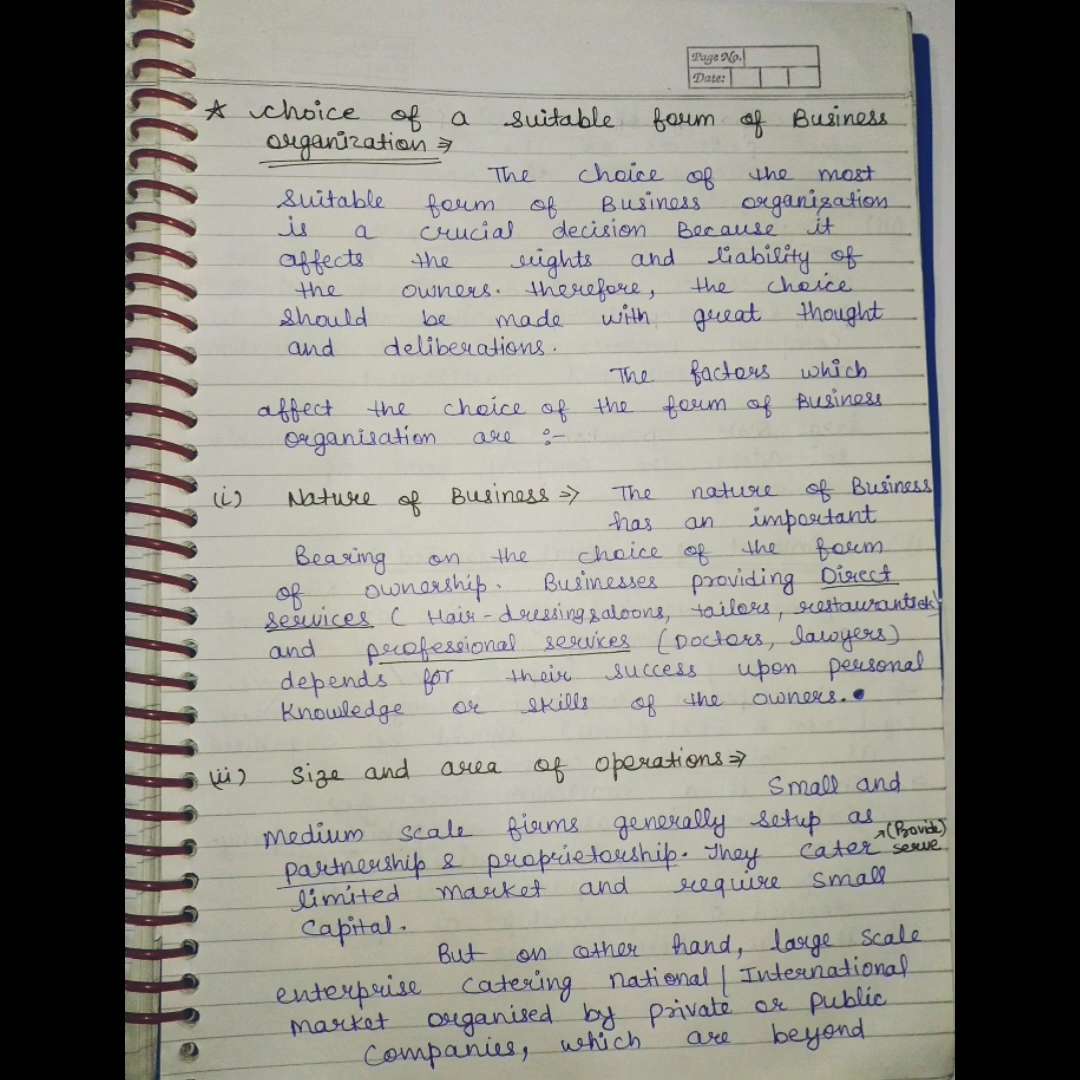 Page No.
Date:
☆ choice of a suitable form of Business
organization ⇒
The choice of the most
suitable form of Business organization
is a crucial decision Because it
affects the rights and liability of
the owners. therefore, the choice
should be made with great thought
and deliberations.
The factors which
affect the choice of the form of Business
organisation are :-
(i) Nature of Business ⇒ The nature of Business
has an important
Bearing on the choice of the form
of ownership. Businesses providing Direct
services ( Hair-dressing saloons, tailors, restaurants etc)
and professional services (Doctors, lawyers)
depends for their success upon personal
Knowledge or skills of the owners.
(ii) Size and area of operations ⇒
Small and
Medium scale firms generally setup as
partnership & proprietorship. They cater ↗(Provide) serve
limited market and require small
Capital.
But on other hand, large scale
enterprise catering national / International
market organised by private or public
Companies, which are beyond